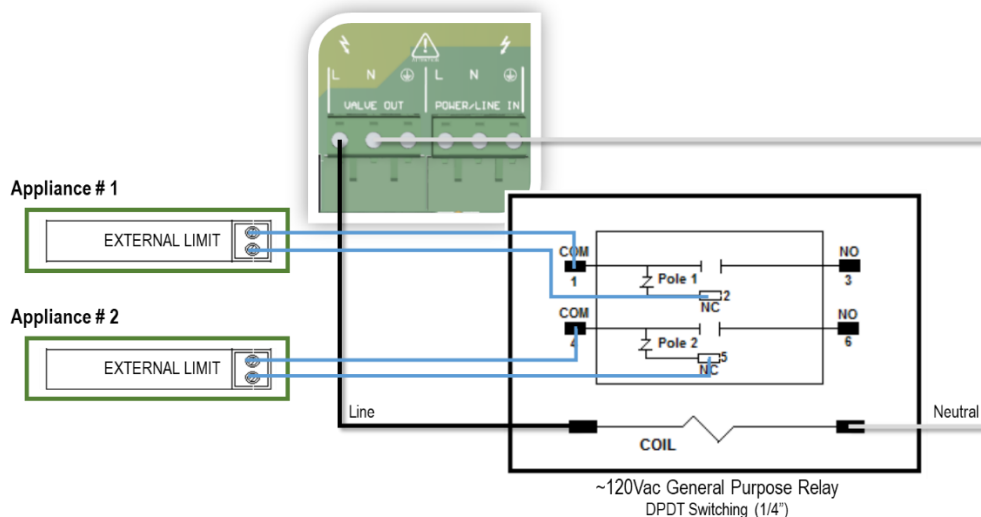 L N L N
VALVE OUT POWER/LINE IN
Appliance # 1
EXTERNAL LIMIT
COM
1
Pole 1
2
NC
NO
3
Appliance # 2
EXTERNAL LIMIT
COM
4
Pole 2
5
NC
NO
6
Line
COIL
Neutral
~120Vac General Purpose Relay
DPDT Switching (1/4")